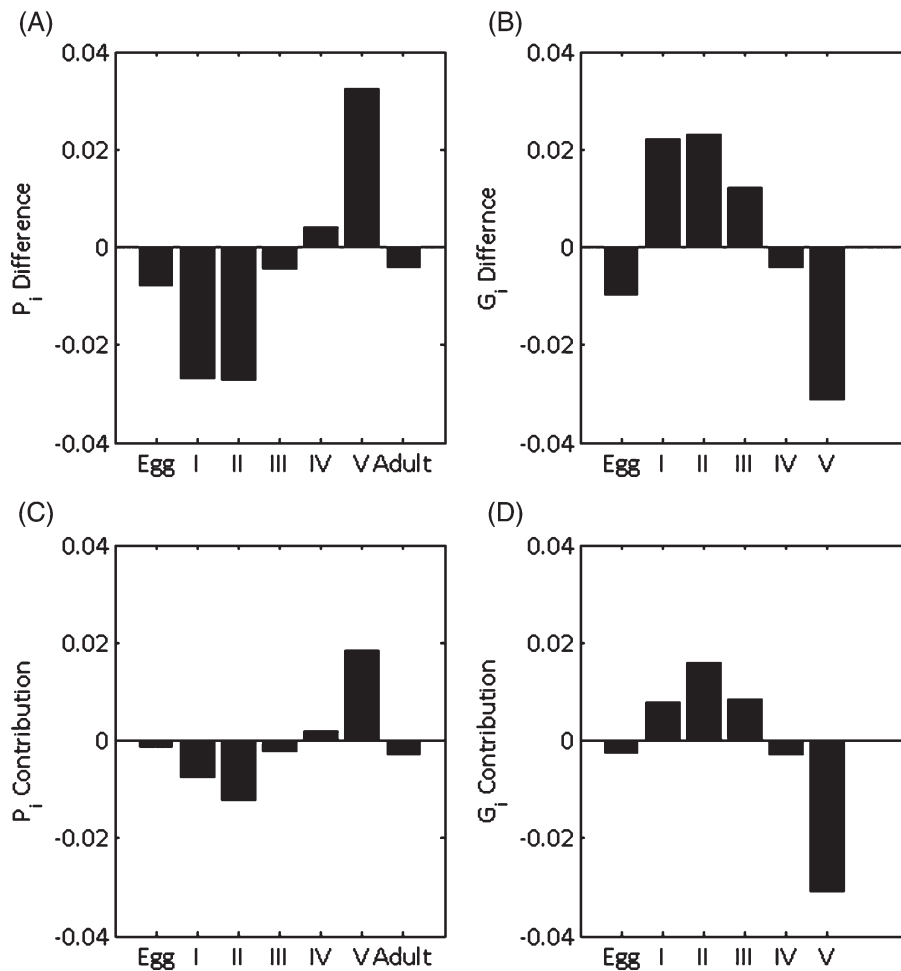 (A)
0.04
0.02
0
-0.02
-0.04
P_i Difference
Egg I II III IV V Adult
(B)
0.04
0.02
0
-0.02
-0.04
G_i Differnce
Egg I II III IV V
(C)
0.04
0.02
0
-0.02
-0.04
P_i Contribution
Egg I II III IV V Adult
(D)
0.04
0.02
0
-0.02
-0.04
G_i Contribution
Egg I II III IV V